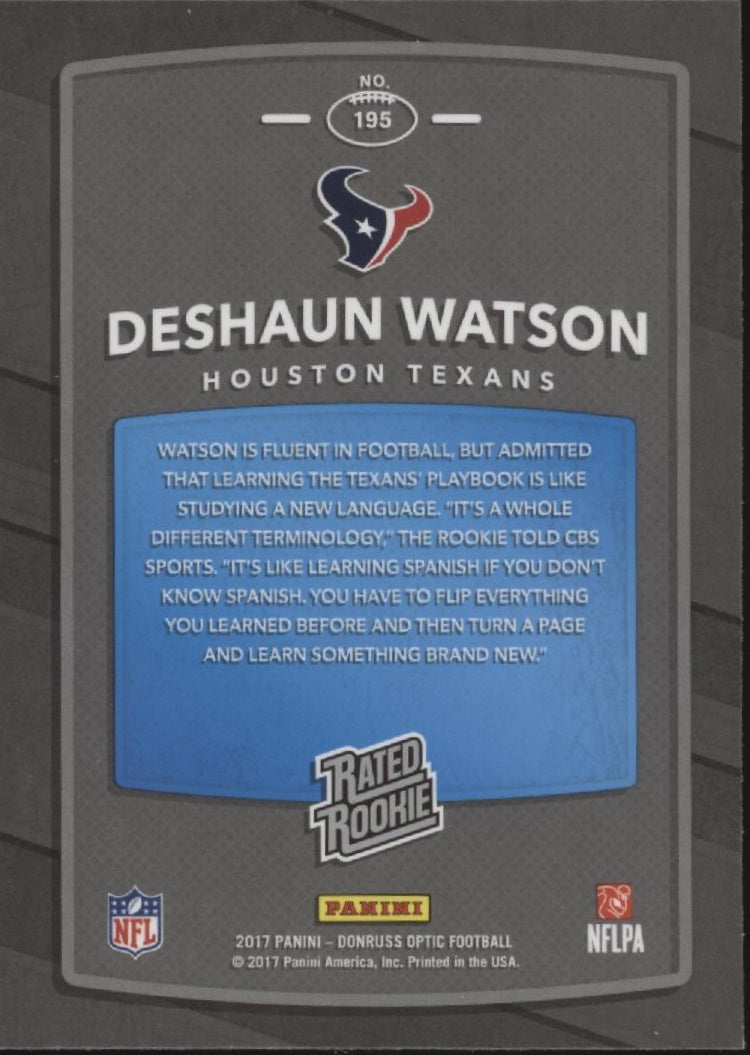 NO.
195
DESHAUN WATSON
HOUSTON TEXANS
WATSON IS FLUENT IN FOOTBALL, BUT ADMITTED
THAT LEARNING THE TEXANS' PLAYBOOK IS LIKE
STUDYING A NEW LANGUAGE. "IT'S A WHOLE
DIFFERENT TERMINOLOGY," THE ROOKIE TOLD CBS
SPORTS. "IT'S LIKE LEARNING SPANISH IF YOU DON'T
KNOW SPANISH. YOU HAVE TO FLIP EVERYTHING
YOU LEARNED BEFORE AND THEN TURN A PAGE
AND LEARN SOMETHING BRAND NEW."
RATED
ROOKIE
NFL
PANINI
NFLPA
2017 PANINI – DONRUSS OPTIC FOOTBALL
© 2017 Panini America, Inc. Printed in the USA.